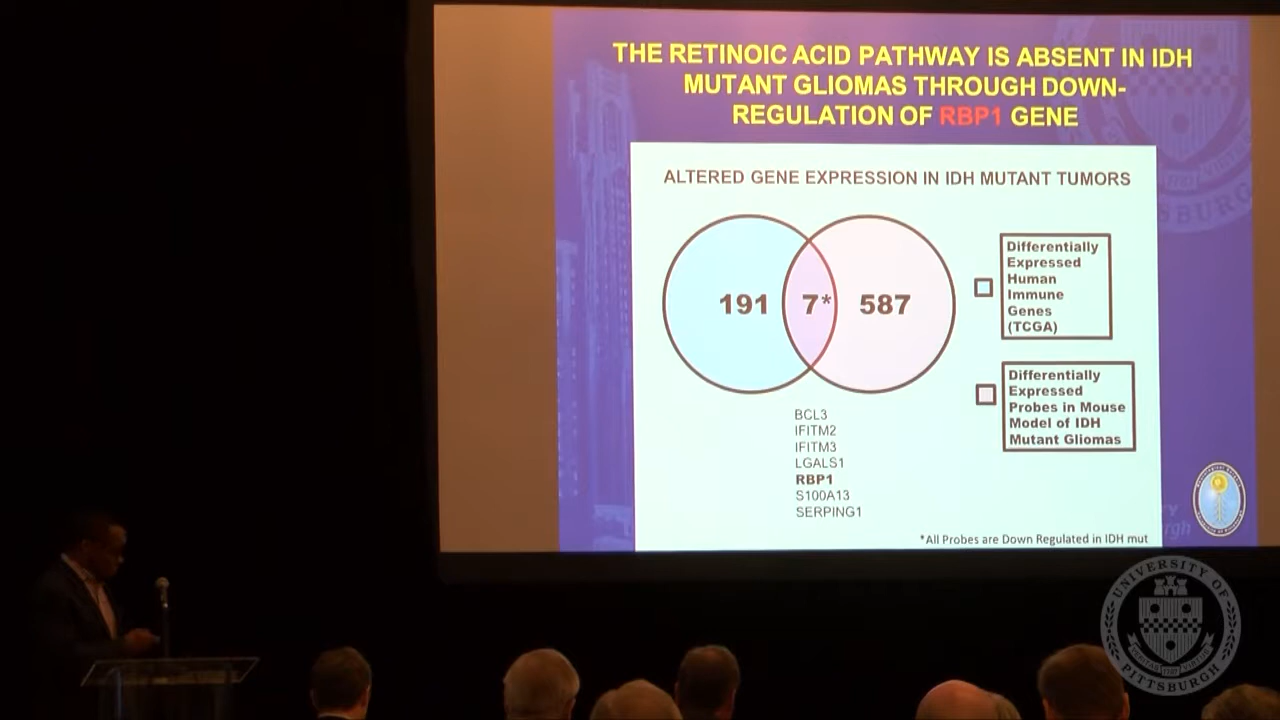 THE RETINOIC ACID PATHWAY IS ABSENT IN IDH
MUTANT GLIOMAS THROUGH DOWN-
REGULATION OF RBP1 GENE
ALTERED GENE EXPRESSION IN IDH MUTANT TUMORS
191 7* 587
Differentially
Expressed
Human
Immune
Genes
(TCGA)
Differentially
Expressed
Probes in Mouse
Model of IDH
Mutant Gliomas
BCL3
IFITM2
IFITM3
LGALS1
RBP1
S100A13
SERPING1
*All Probes are Down Regulated in IDH mut
UNIVERSITY OF
PITTSBURGH